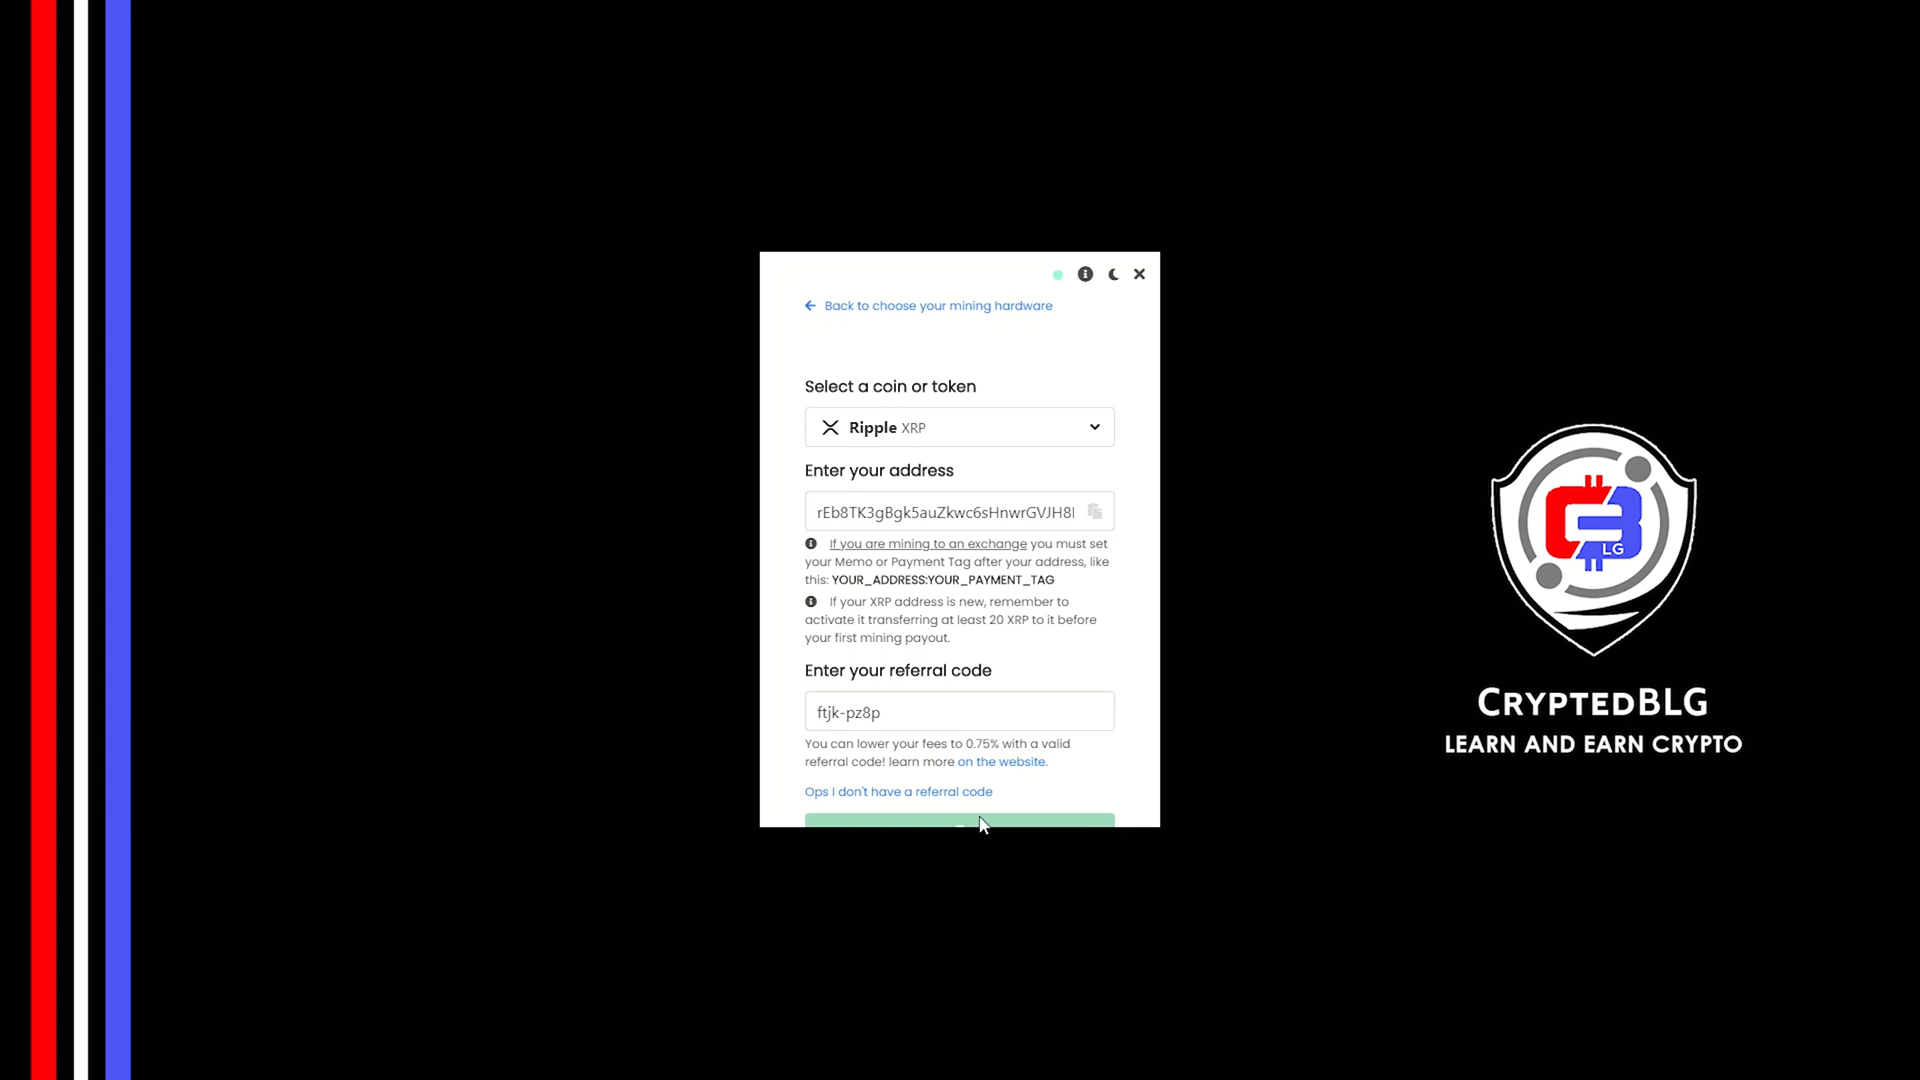 Back to choose your mining hardware
Select a coin or token
Ripple XRP
Enter your address
rEb8TK3gBgk5auZkwc6sHnwrGVJH8
If you are mining to an exchange you must set
your Memo or Payment Tag after your address, like
this: YOUR_ADDRESS:YOUR_PAYMENT_TAG
If your XRP address is new, remember to
activate it transferring at least 20 XRP to it before
your first mining payout.
Enter your referral code
ftjk-pz8p
You can lower your fees to 0.75% with a valid
referral code! learn more on the website.
Ops I don't have a referral code
LG
CRYPTEDBLG
LEARN AND EARN CRYPTO